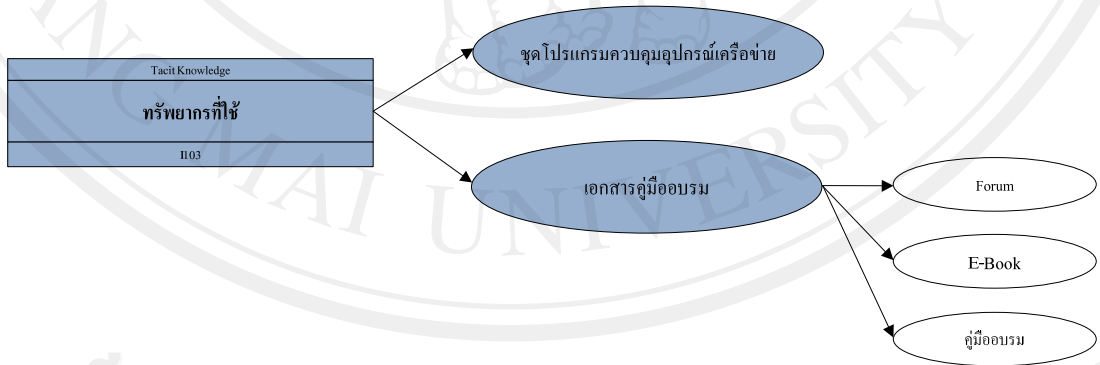 Tacit Knowledge
ทรัพยากรที่ใช้
I103
ชุดโปรแกรมควบคุมอุปกรณ์เครือข่าย
เอกสารคู่มืออบรม
Forum
E-Book
คู่มืออบรม
MAI UNIVERSITY